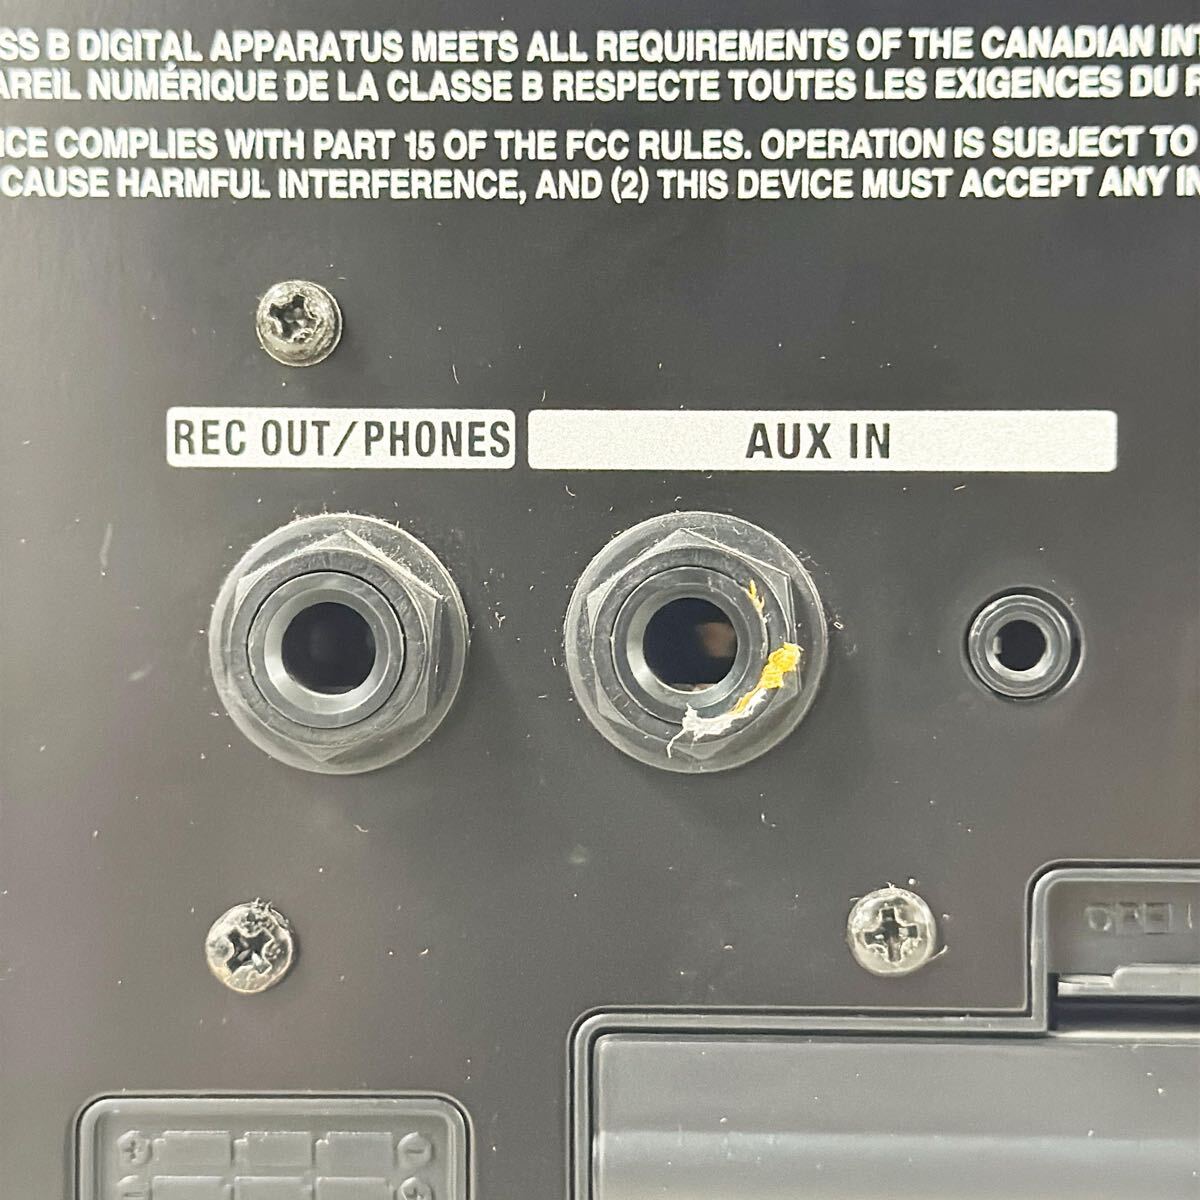 SS B DIGITAL APPARATUS MEETS ALL REQUIREMENTS OF THE CANADIAN INT
AREIL NUMÉRIQUE DE LA CLASSE B RESPECTE TOUTES LES EXIGENCES DU R
ICE COMPLIES WITH PART 15 OF THE FCC RULES. OPERATION IS SUBJECT TO
CAUSE HARMFUL INTERFERENCE, AND (2) THIS DEVICE MUST ACCEPT ANY IN
REC OUT/PHONES
AUX IN
OPEN